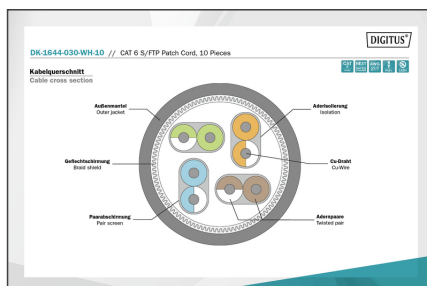 DIGITUS®
DK-1644-030-WH-10 // CAT 6 S/FTP Patch Cord, 10 Pieces
Kabelquerschnitt
Cable cross section
Außenmantel
Outer jacket
Aderisolierung
Isolation
Geflechtschirmung
Braid shield
Cu-Draht
Cu-Wire
Paarabschirmung
Pair screen
Adernpaare
Twisted pair